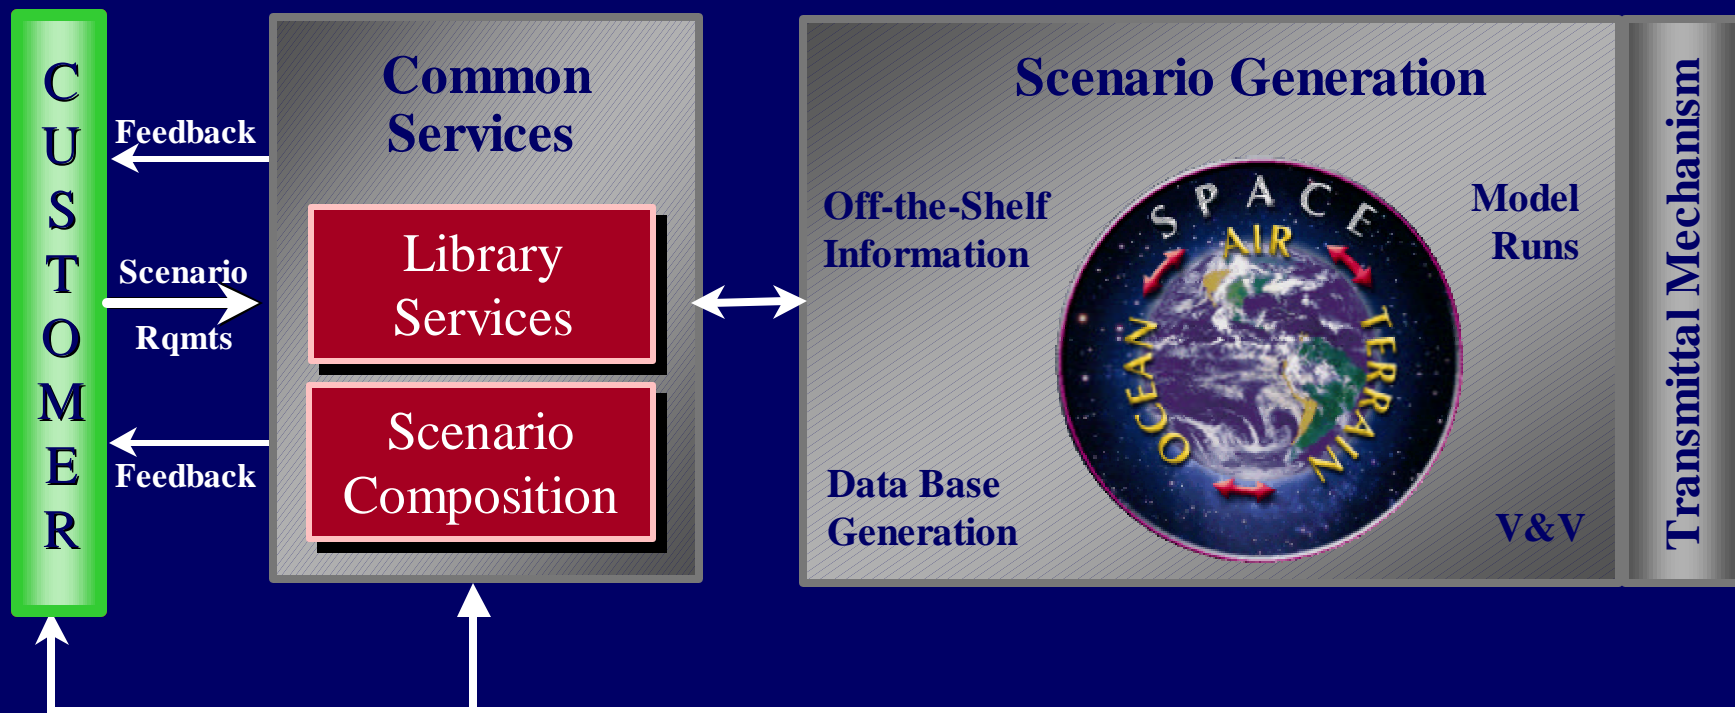 CUSTOMER
Feedback
Scenario
Rqmts
Feedback
Common
Services
Library
Services
Scenario
Composition
Scenario Generation
Off-the-Shelf
Information
Model
Runs
SPACE
AIR
OCEAN
TERRAIN
Data Base
Generation
V&V
Transmittal Mechanism